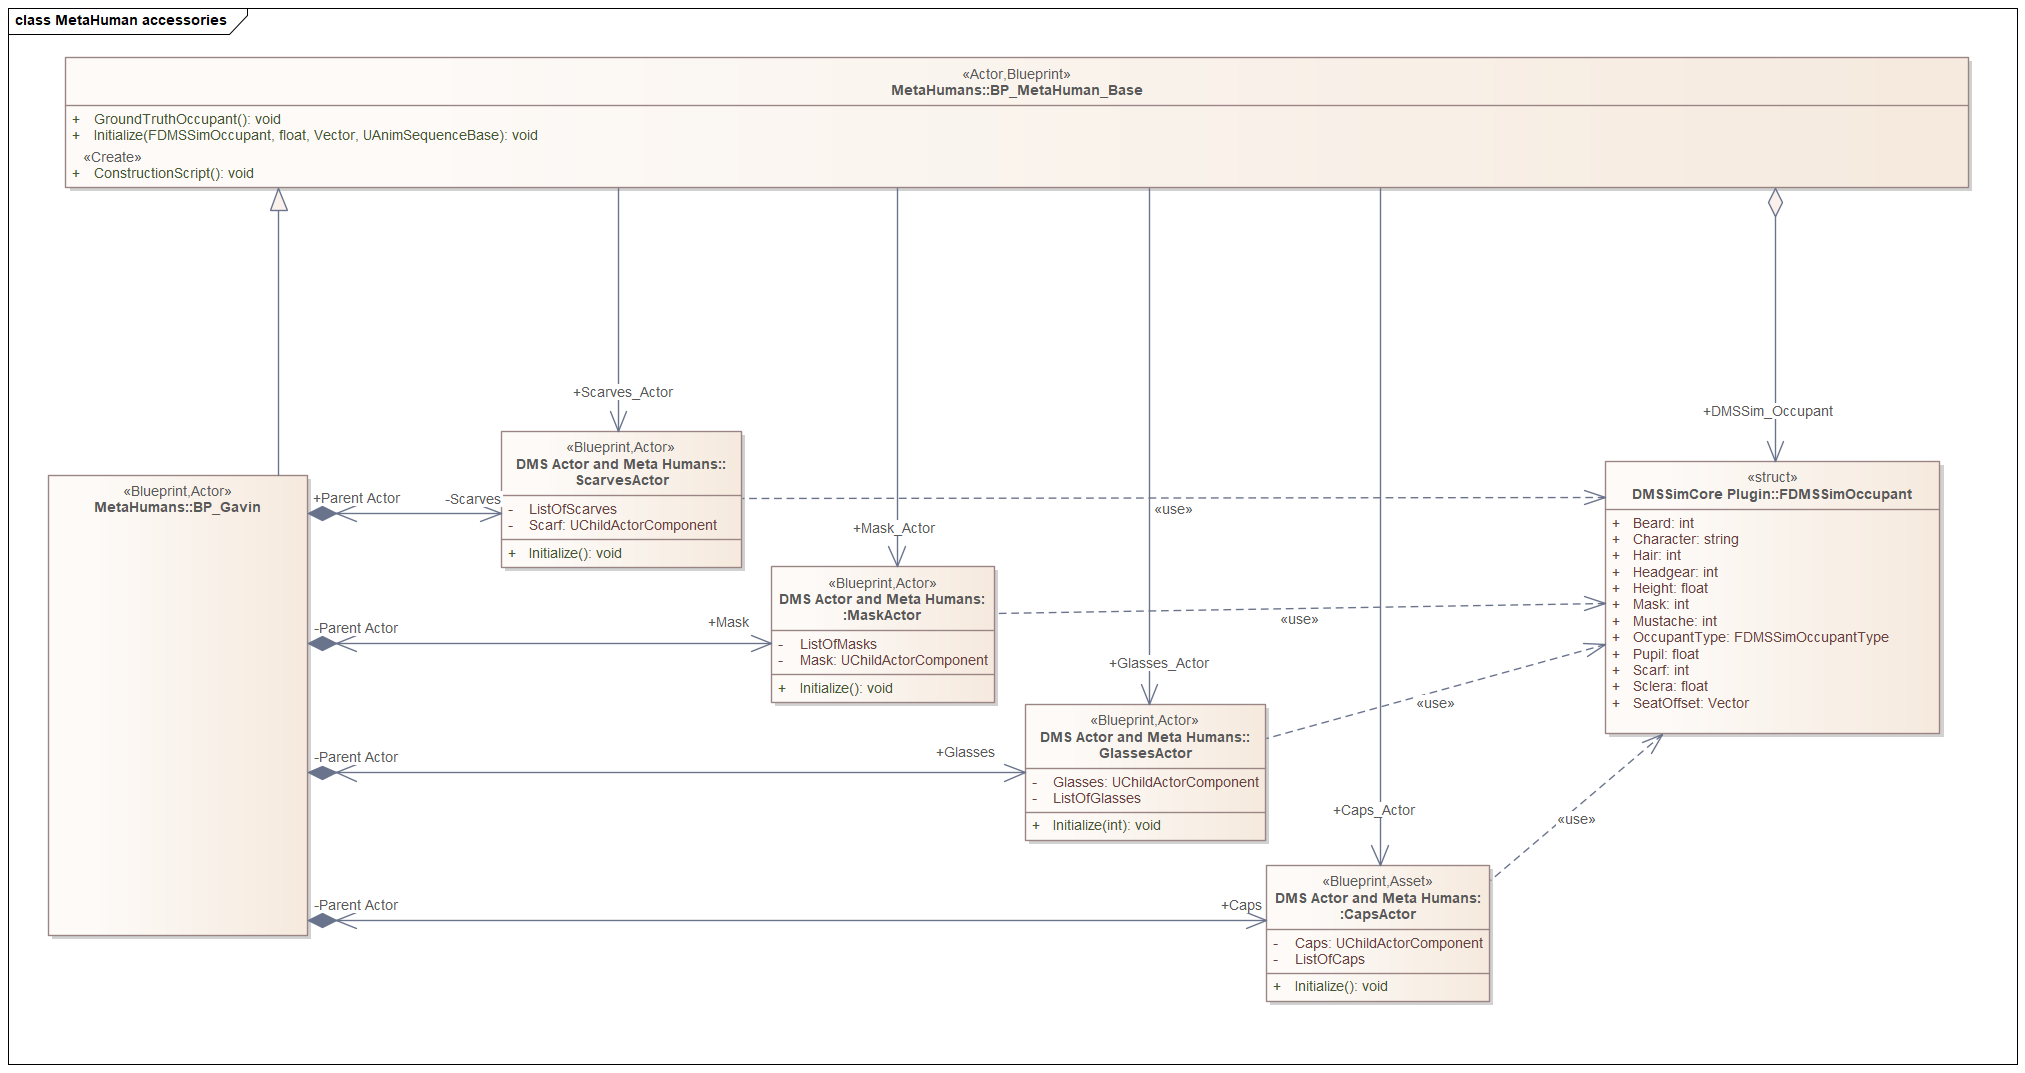 class MetaHuman accessories
«Actor,Blueprint»
MetaHumans::BP_MetaHuman_Base
+ GroundTruthOccupant(): void
+ Initialize(FDMSSimOccupant, float, Vector, UAnimSequenceBase): void
«Create»
+ ConstructionScript(): void
+Scarves_Actor
+DMSSim_Occupant
«Blueprint,Actor»
DMS Actor and Meta Humans::
ScarvesActor
- ListOfScarves
- Scarf: UChildActorComponent
+ Initialize(): void
«Blueprint,Actor»
MetaHumans::BP_Gavin
+Parent Actor
-Scarves
«use»
«struct»
DMSSimCore Plugin::FDMSSimOccupant
+ Beard: int
+ Character: string
+ Hair: int
+ Headgear: int
+ Height: float
+ Mask: int
+ Mustache: int
+ OccupantType: FDMSSimOccupantType
+ Pupil: float
+ Scarf: int
+ Sclera: float
+ SeatOffset: Vector
+Mask_Actor
«Blueprint,Actor»
DMS Actor and Meta Humans:
:MaskActor
- ListOfMasks
- Mask: UChildActorComponent
+ Initialize(): void
-Parent Actor
+Mask
«use»
+Glasses_Actor
«Blueprint,Actor»
DMS Actor and Meta Humans::
GlassesActor
- Glasses: UChildActorComponent
- ListOfGlasses
+ Initialize(int): void
-Parent Actor
+Glasses
«use»
+Caps_Actor
«Blueprint,Asset»
DMS Actor and Meta Humans:
:CapsActor
- Caps: UChildActorComponent
- ListOfCaps
+ Initialize(): void
-Parent Actor
+Caps
«use»